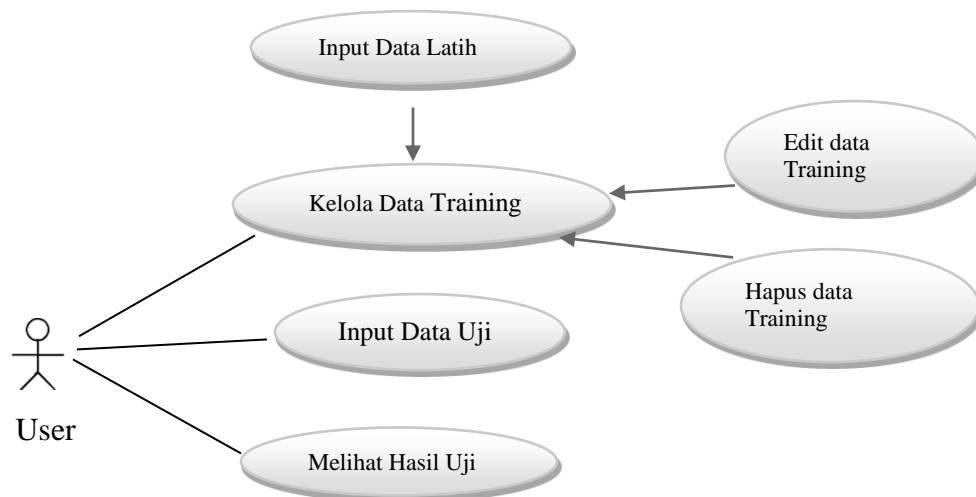 Input Data Latih
Edit data
Training
Kelola Data Training
Hapus data
Training
Input Data Uji
User
Melihat Hasil Uji